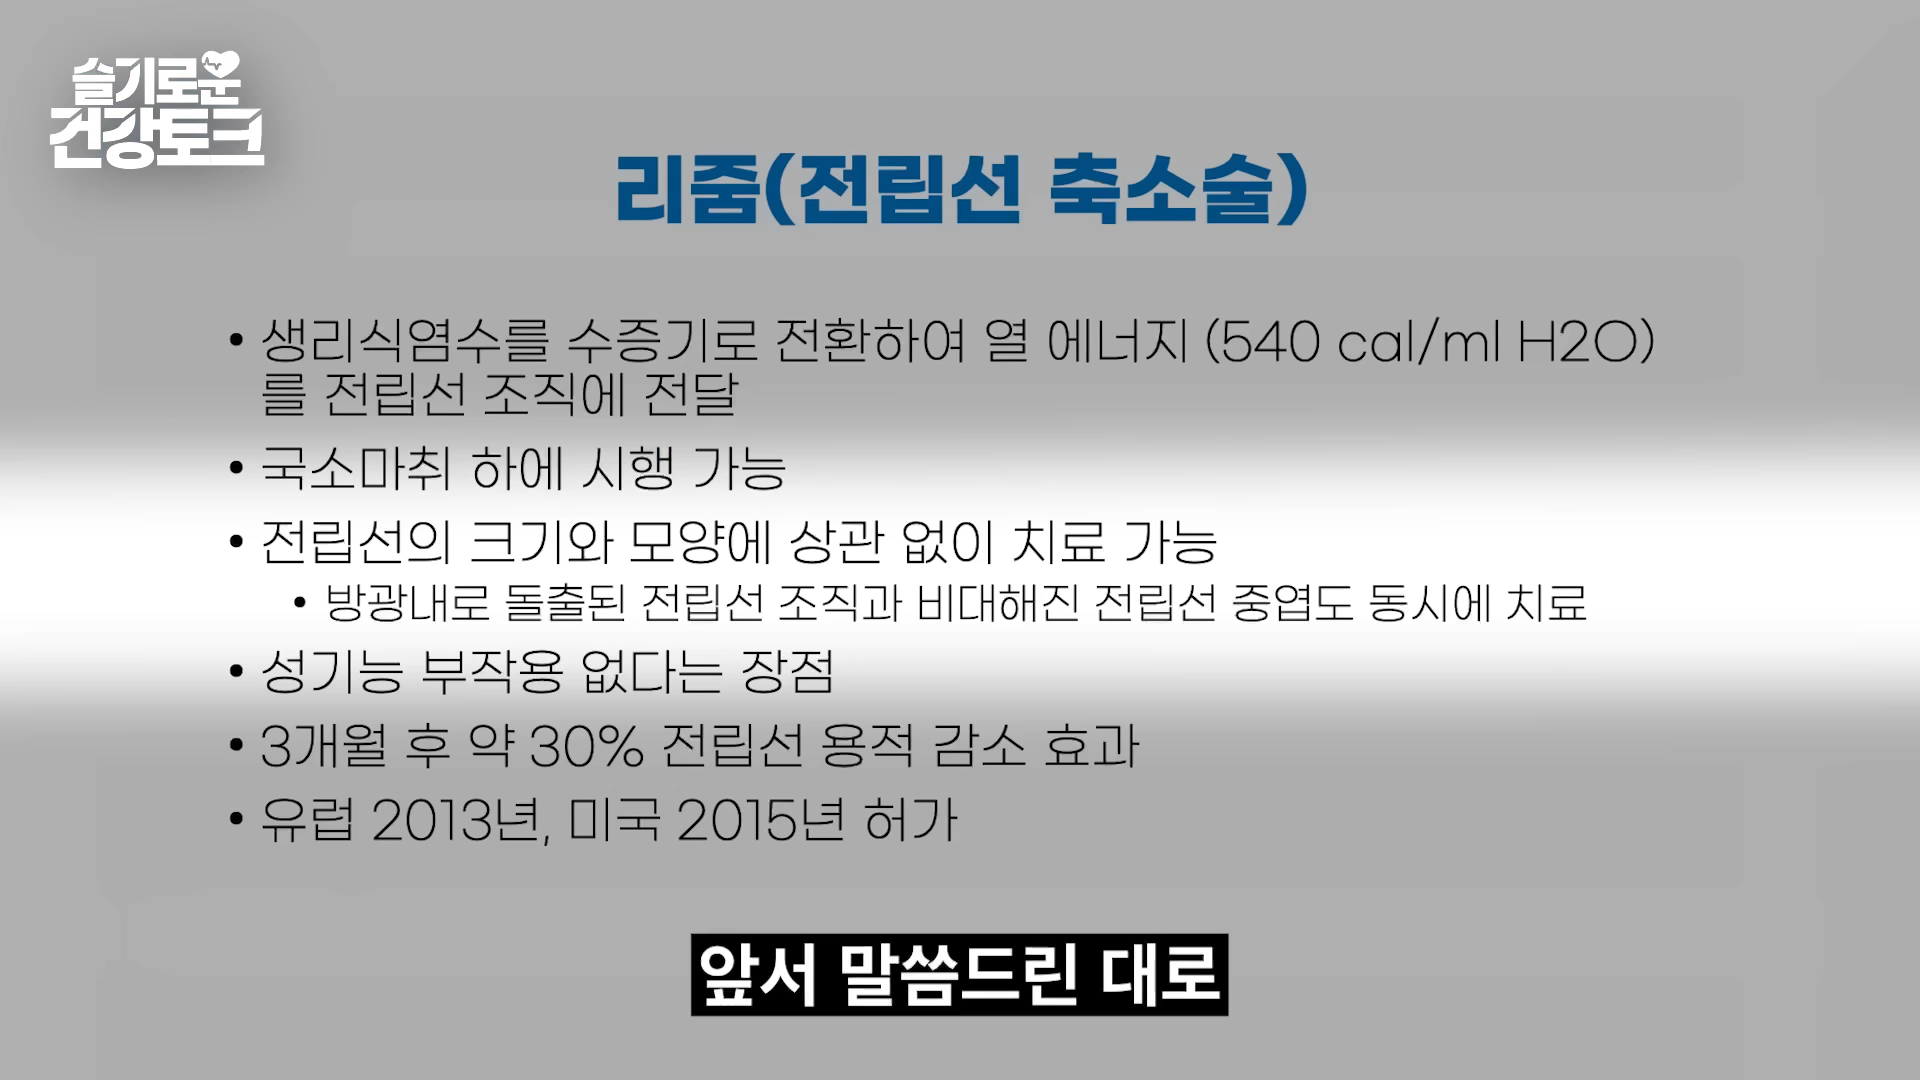 슬기로운
건강토크
리줌(전립선 축소술)
• 생리식염수를 수증기로 전환하여 열 에너지 (540 cal/ml H2O)
를 전립선 조직에 전달
• 국소마취 하에 시행 가능
• 전립선의 크기와 모양에 상관 없이 치료 가능
• 방광내로 돌출된 전립선 조직과 비대해진 전립선 중엽도 동시에 치료
• 성기능 부작용 없다는 장점
• 3개월 후 약 30% 전립선 용적 감소 효과
• 유럽 2013년, 미국 2015년 허가
앞서 말씀드린 대로